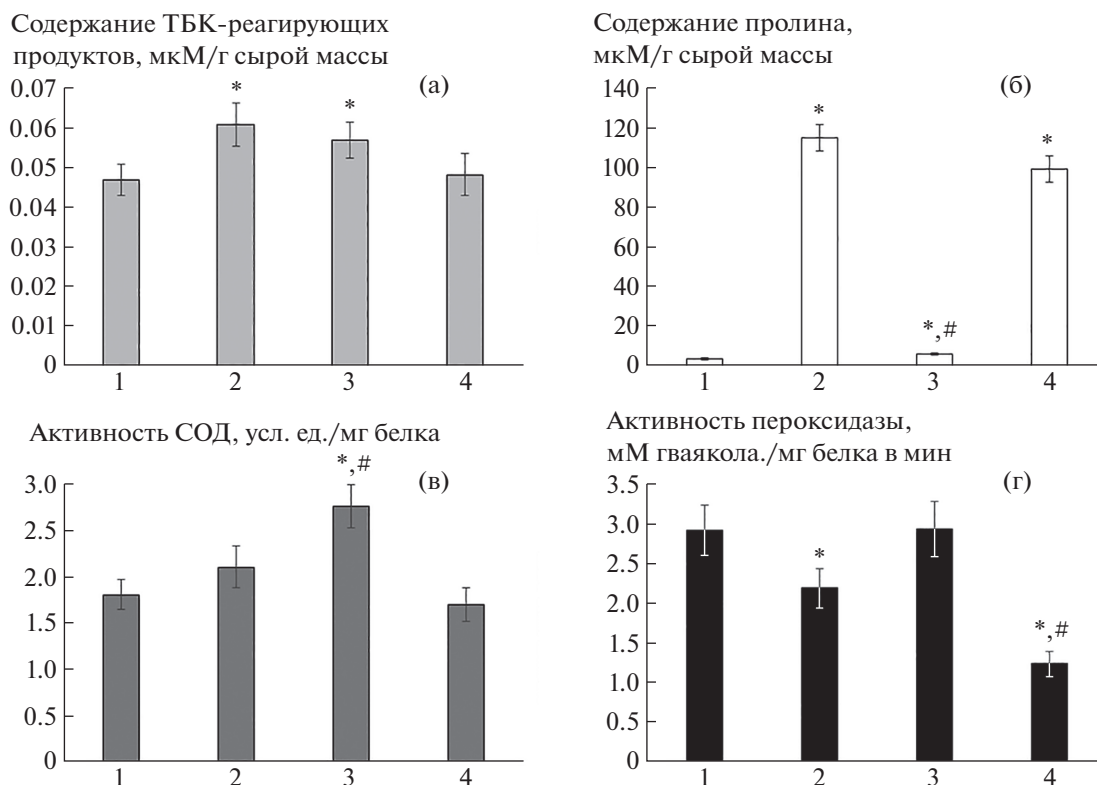 Содержание ТБК-реагирующих
продуктов, мкМ/г сырой массы
(а)
0.07
0.06
0.05
0.04
0.03
0.02
0.01
0
*
*
1 2 3 4
Содержание пролина,
мкМ/г сырой массы
(б)
140
120
100
80
60
40
20
0
*
*,#
*
1 2 3 4
Активность СОД, усл. ед./мг белка
(в)
3.0
2.5
2.0
1.5
1.0
0.5
0
*,#
1 2 3 4
Активность пероксидазы,
мМ гваякола./мг белка в мин
(г)
3.5
3.0
2.5
2.0
1.5
1.0
0.5
0
*
*,#
1 2 3 4